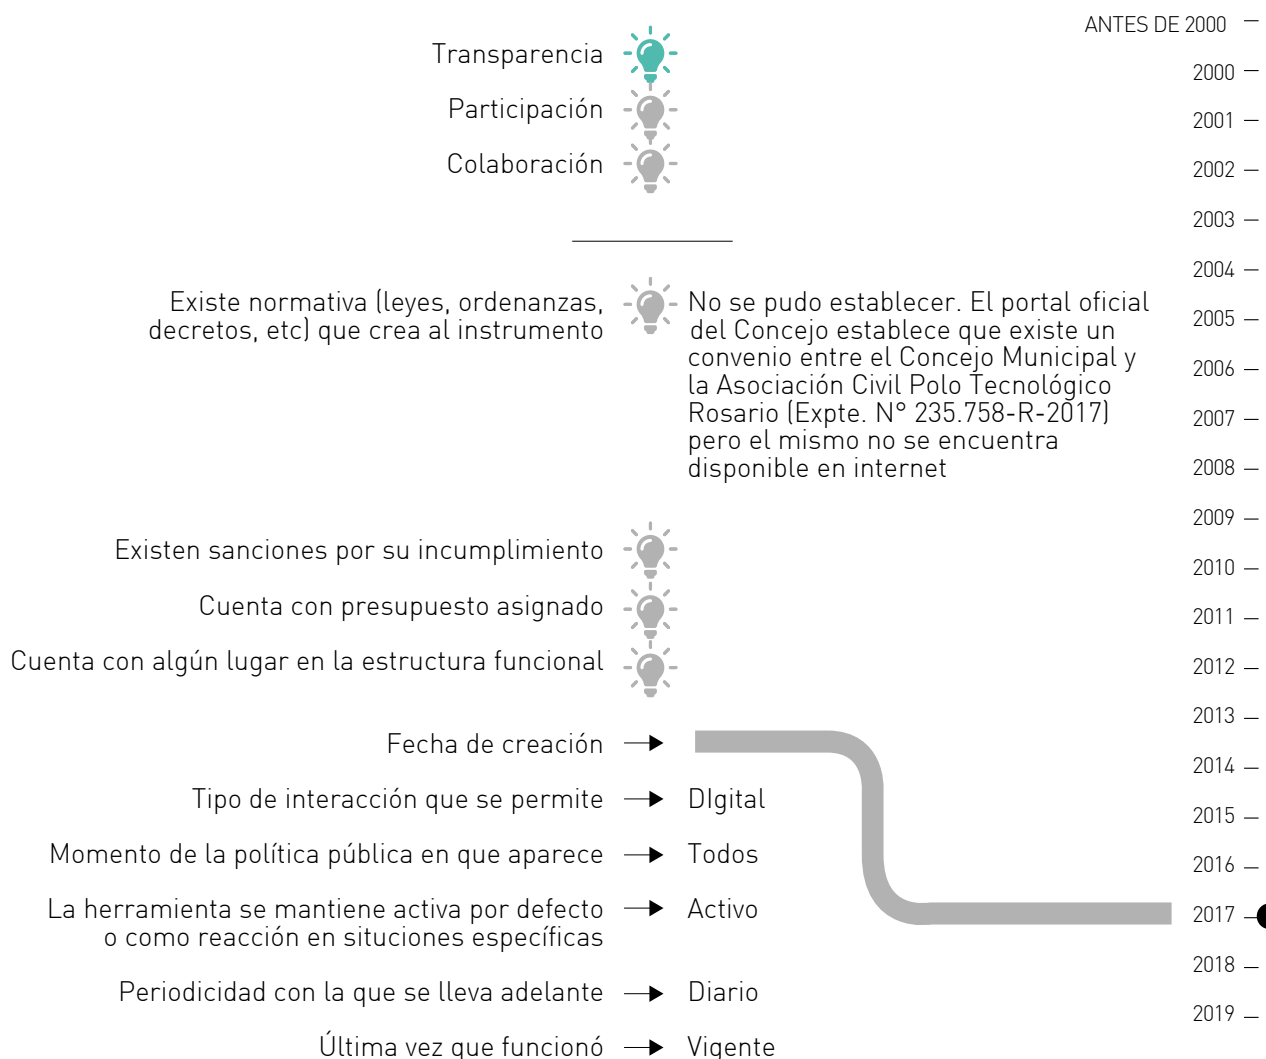 Transparencia
Participación
Colaboración
Existe normativa (leyes, ordenanzas,
decretos, etc) que crea al instrumento
No se pudo establecer. El portal oficial
del Concejo establece que existe un
convenio entre el Concejo Municipal y
la Asociación Civil Polo Tecnológico
Rosario (Expte. N° 235.758-R-2017)
pero el mismo no se encuentra
disponible en internet
Existen sanciones por su incumplimiento
Cuenta con presupuesto asignado
Cuenta con algún lugar en la estructura funcional
Fecha de creación
Tipo de interacción que se permite
DIgital
Momento de la política pública en que aparece
Todos
La herramienta se mantiene activa por defecto
o como reacción en situciones específicas
Activo
Periodicidad con la que se lleva adelante
Diario
Última vez que funcionó
Vigente
ANTES DE 2000
2000
2001
2002
2003
2004
2005
2006
2007
2008
2009
2010
2011
2012
2013
2014
2015
2016
2017
2018
2019